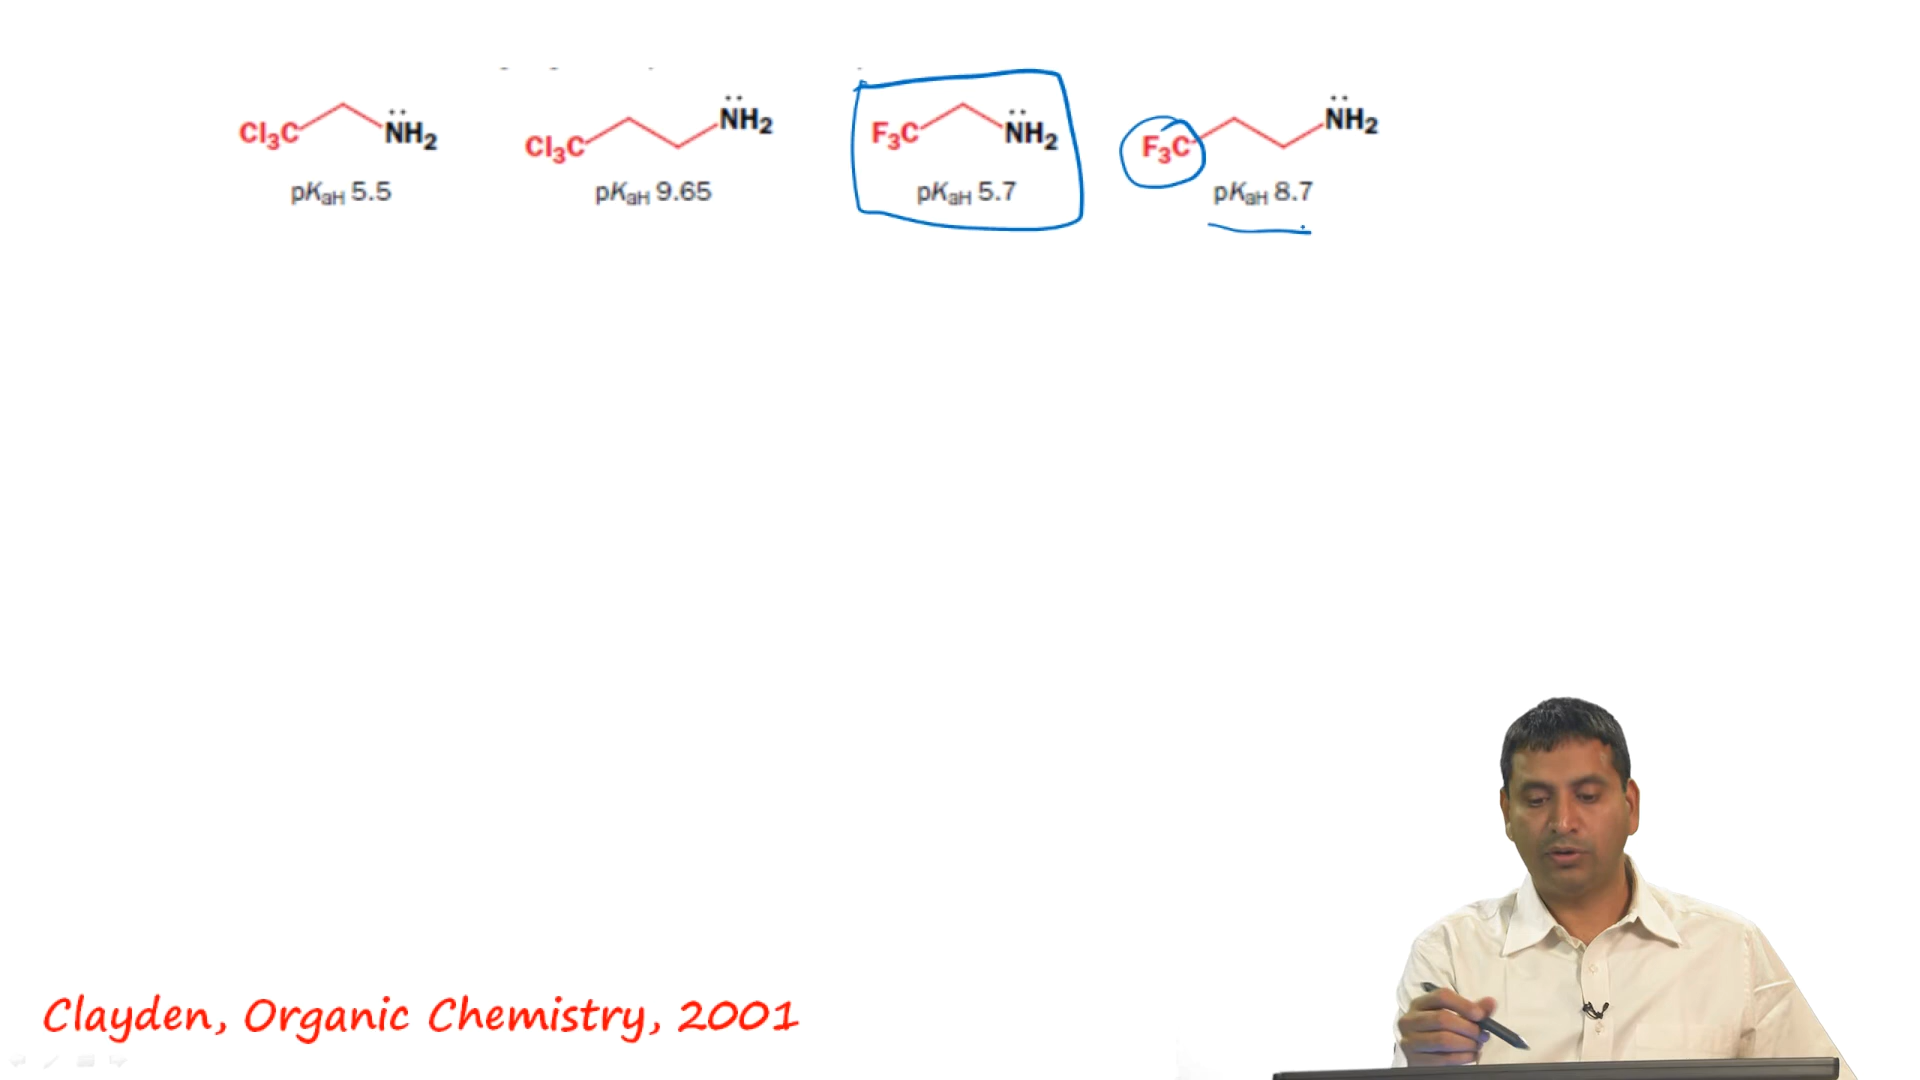 Cl₃C NH₂ Cl₃C NH₂ F₃C NH₂ F₃C NH₂
pKaH 5.5 pKaH 9.65 pKaH 5.7 pKaH 8.7
Clayden, Organic Chemistry, 2001